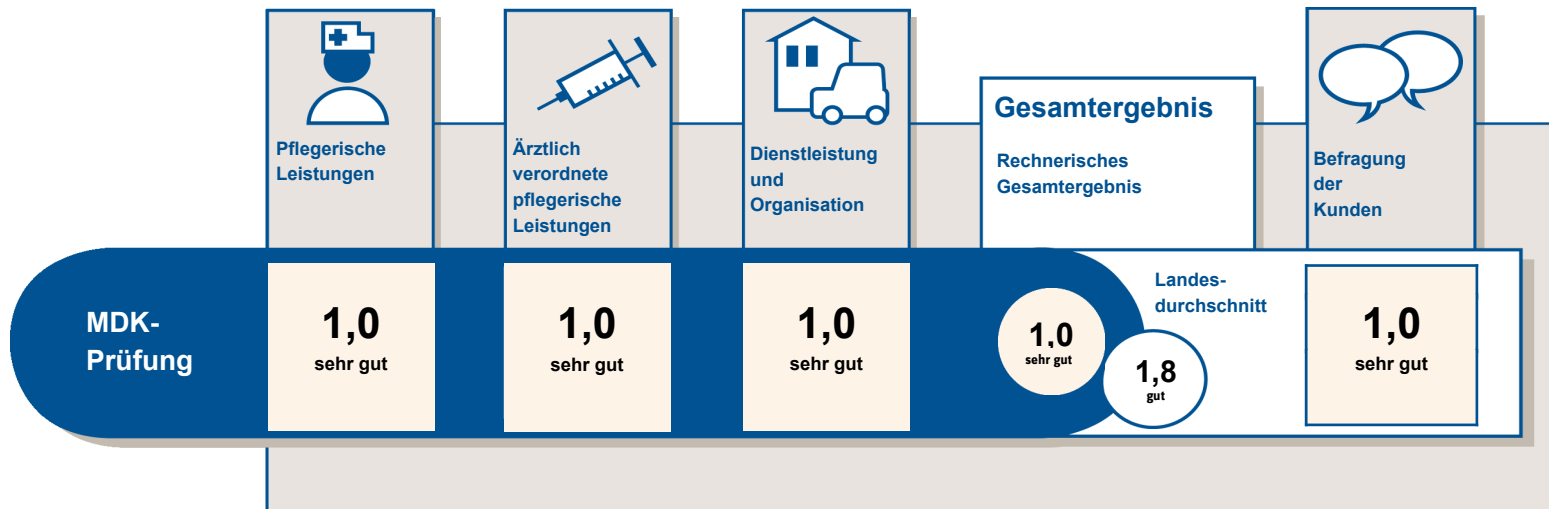 Pflegerische
Leistungen
Ärztlich
verordnete
pflegerische
Leistungen
Dienstleistung
und
Organisation
Gesamtergebnis
Rechnerisches
Gesamtergebnis
Befragung
der
Kunden
MDK-
Prüfung
1,0
sehr gut
1,0
sehr gut
1,0
sehr gut
1,0
sehr gut
Landes-
durchschnitt
1,8
gut
1,0
sehr gut